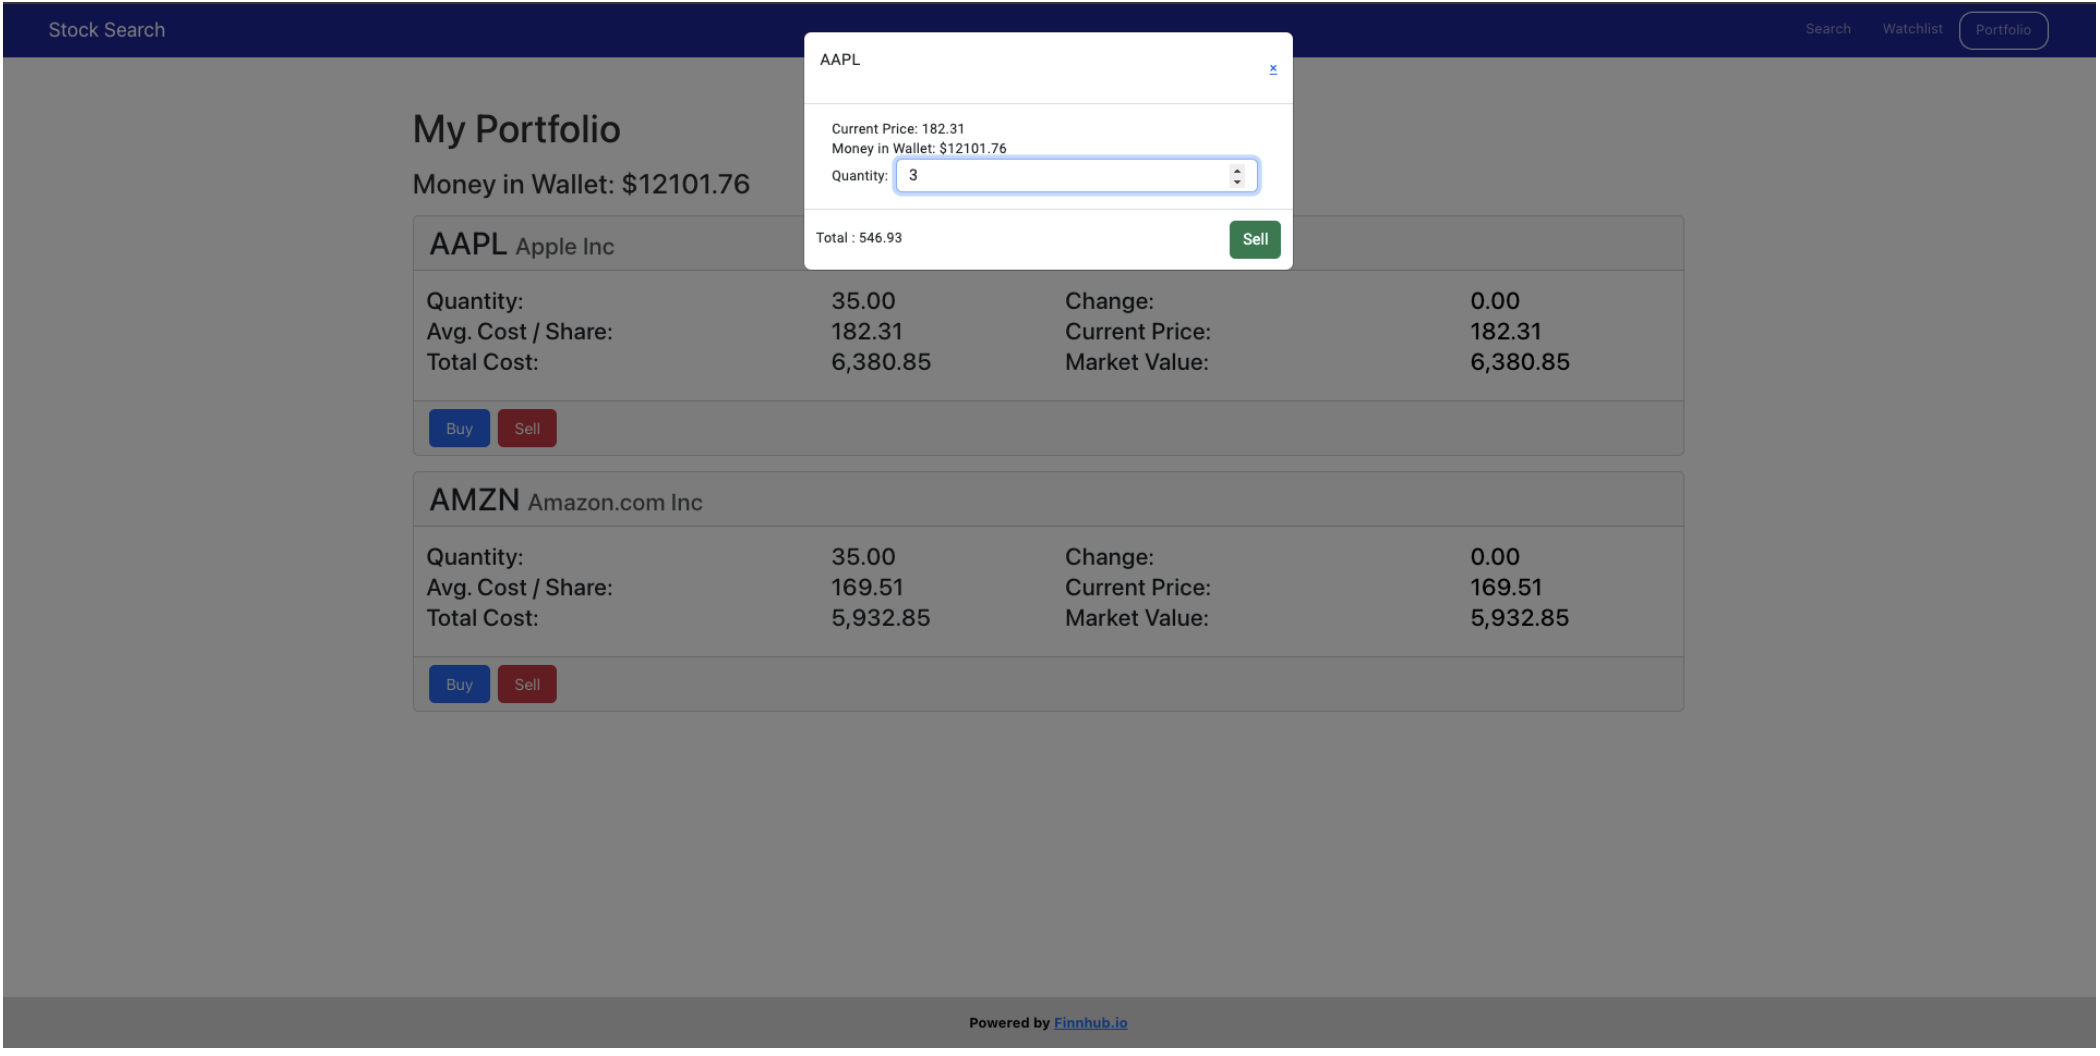 Stock Search
Search Watchlist Portfolio
AAPL
×
Current Price: 182.31
Money in Wallet: $12101.76
Quantity: 3
Total : 546.93
Sell
My Portfolio
Money in Wallet: $12101.76
AAPL Apple Inc
Quantity: 35.00 Change: 0.00
Avg. Cost / Share: 182.31 Current Price: 182.31
Total Cost: 6,380.85 Market Value: 6,380.85
Buy Sell
AMZN Amazon.com Inc
Quantity: 35.00 Change: 0.00
Avg. Cost / Share: 169.51 Current Price: 169.51
Total Cost: 5,932.85 Market Value: 5,932.85
Buy Sell
Powered by Finnhub.io